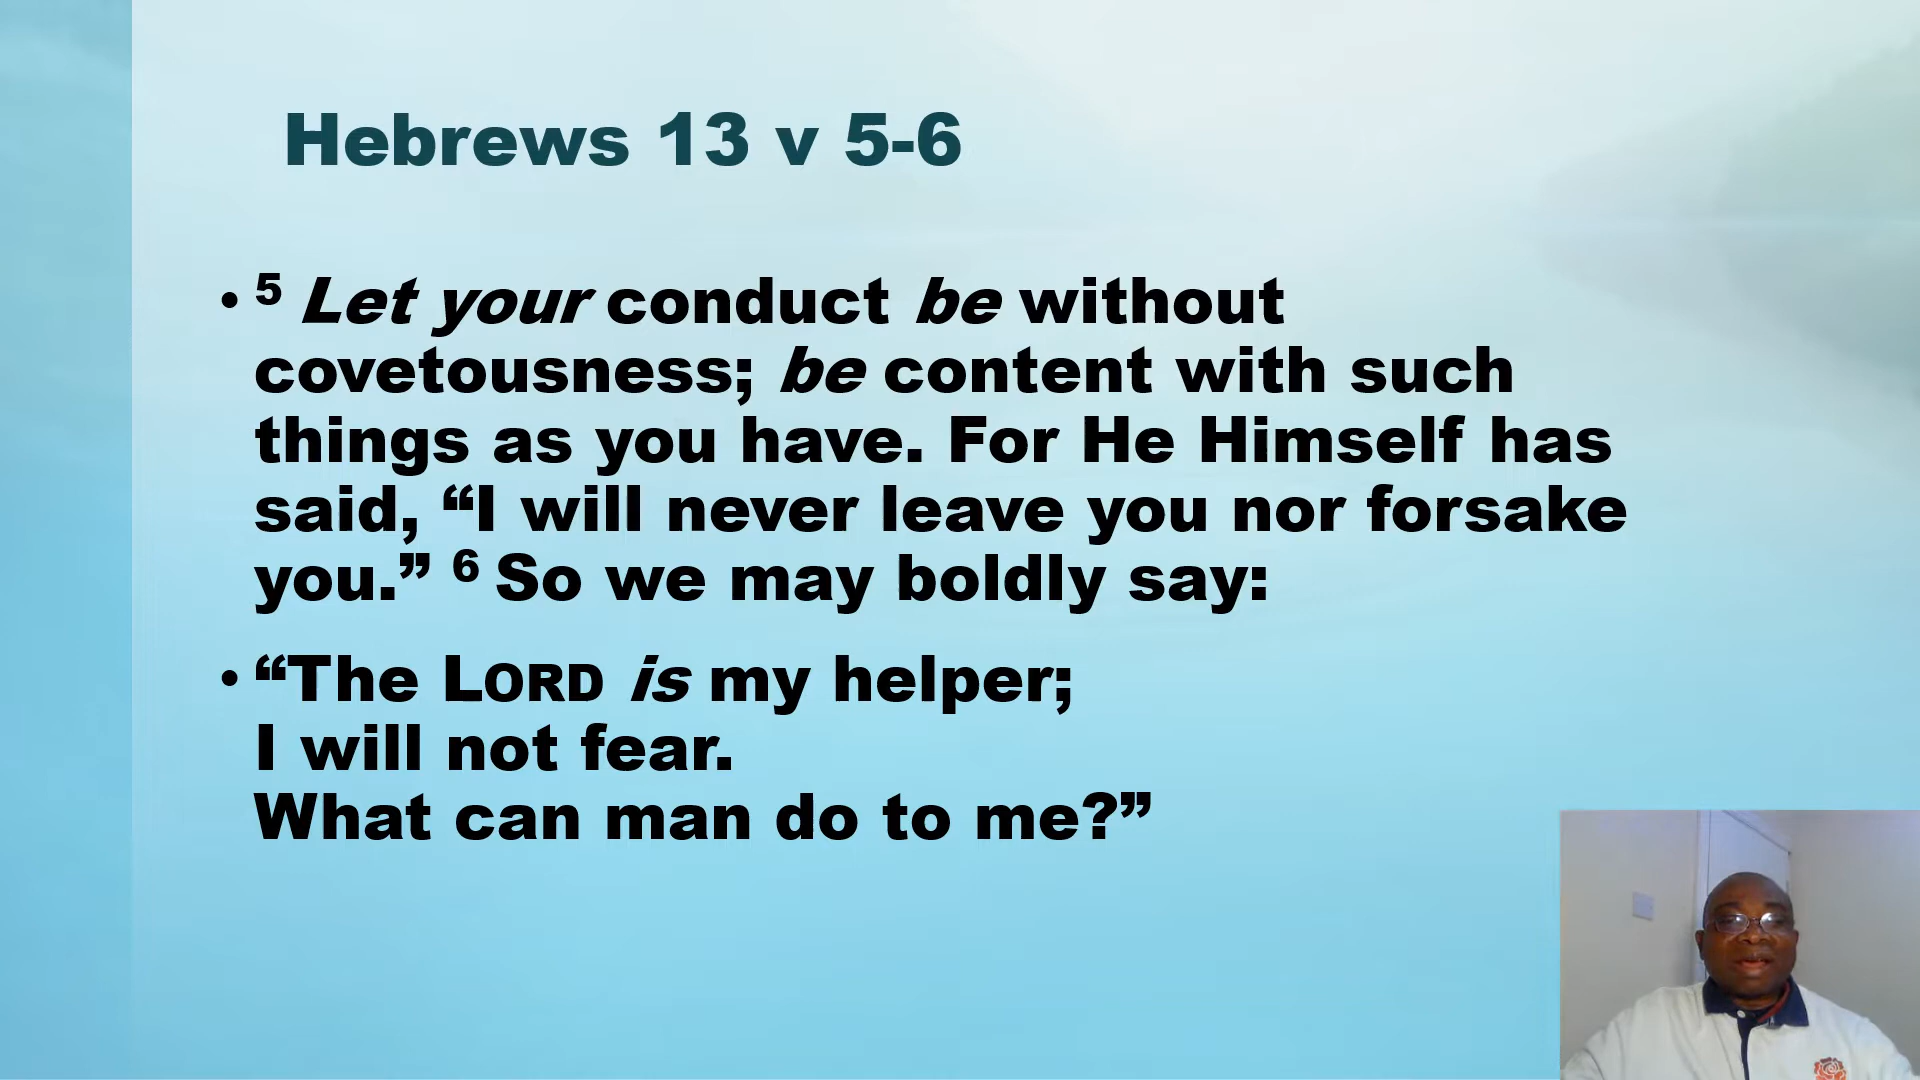 Hebrews 13 v 5-6
• ⁵ Let your conduct be without
covetousness; be content with such
things as you have. For He Himself has
said, “I will never leave you nor forsake
you.” ⁶ So we may boldly say:
• “The LORD is my helper;
I will not fear.
What can man do to me?”